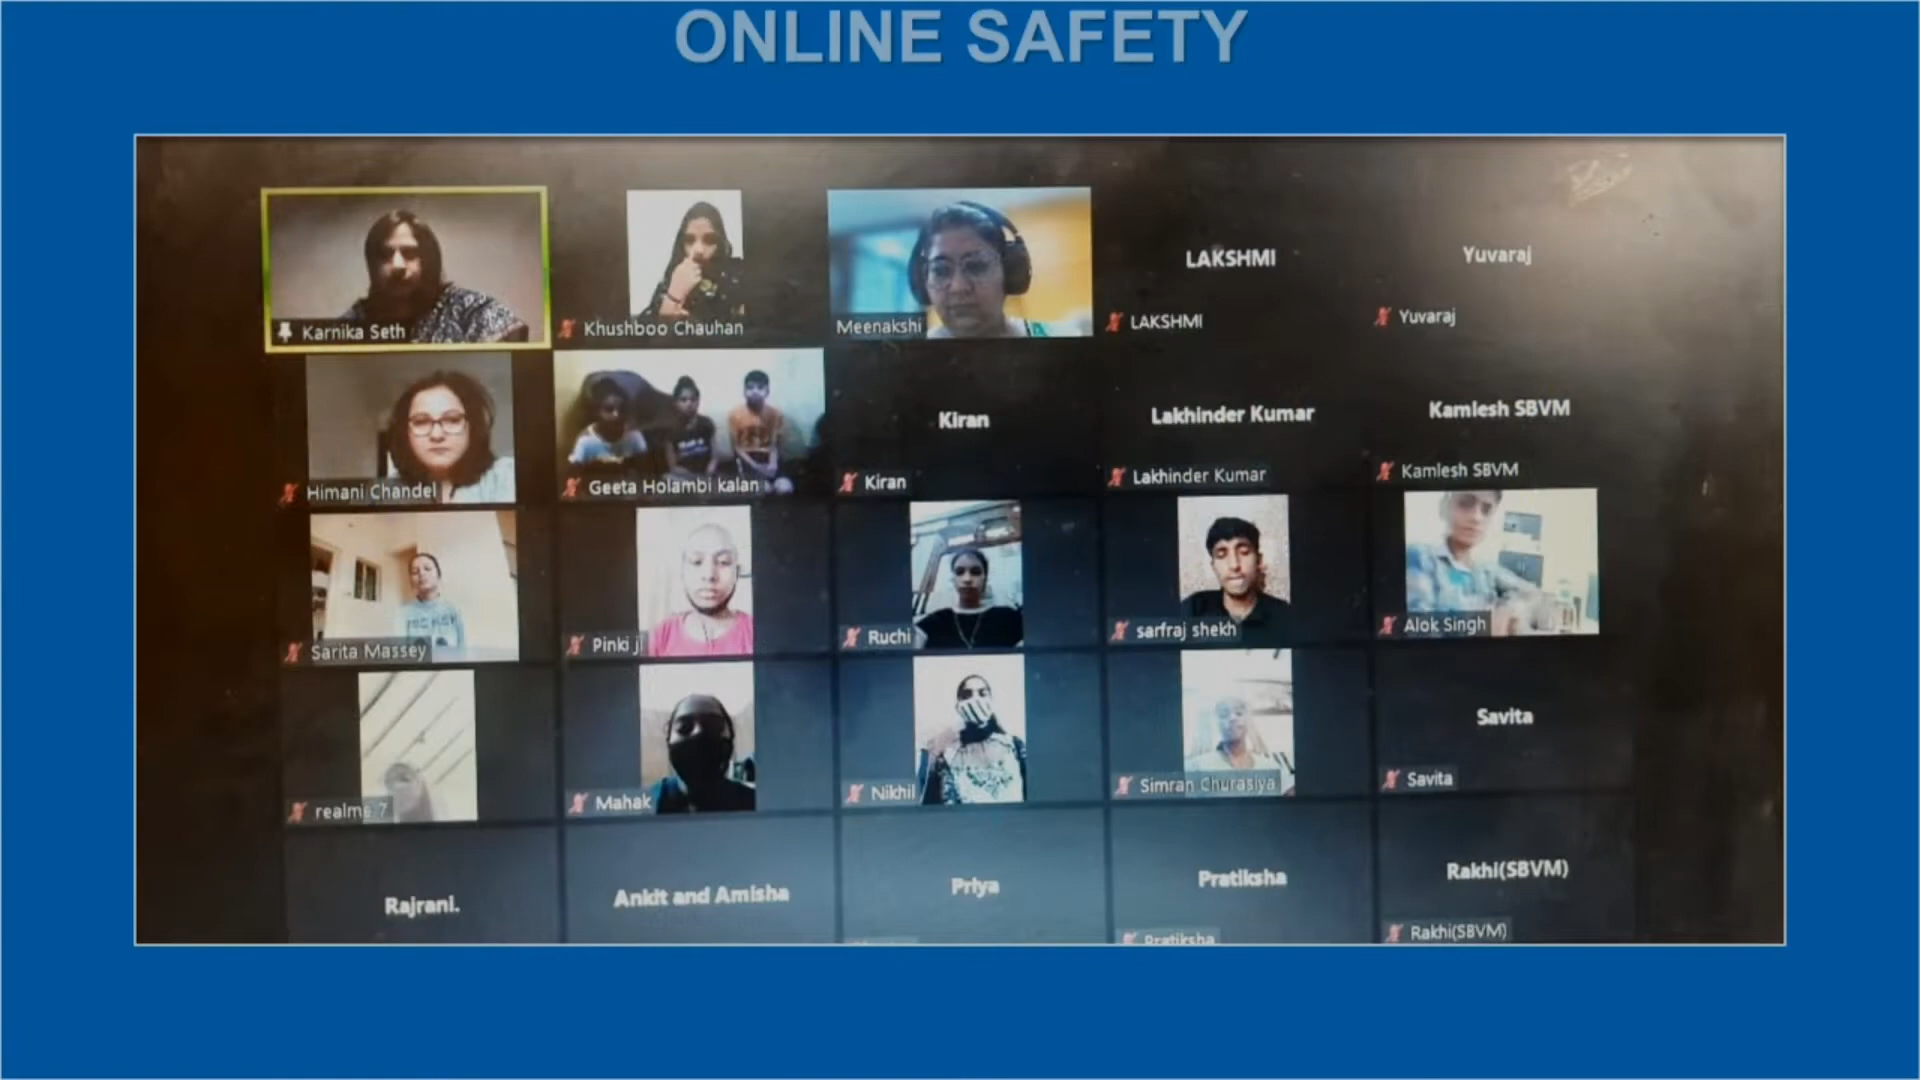 ONLINE SAFETY
Karnika Seth
Khushboo Chauhan
Meenakshi
LAKSHMI
LAKSHMI
Yuvaraj
Yuvaraj
Himani Chandel
Geeta Holambi kalan
Kiran
Kiran
Lakhinder Kumar
Lakhinder Kumar
Kamlesh SBVM
Kamlesh SBVM
Sarita Massey
Pinki ji
Ruchi
sarfraj shekh
Alok Singh
realme 7
Mahak
Nikhil
Simran Churasiya
Savita
Savita
Rajrani.
Ankit and Amisha
Priya
Pratiksha
Pratiksha
Rakhi(SBVM)
Rakhi(SBVM)